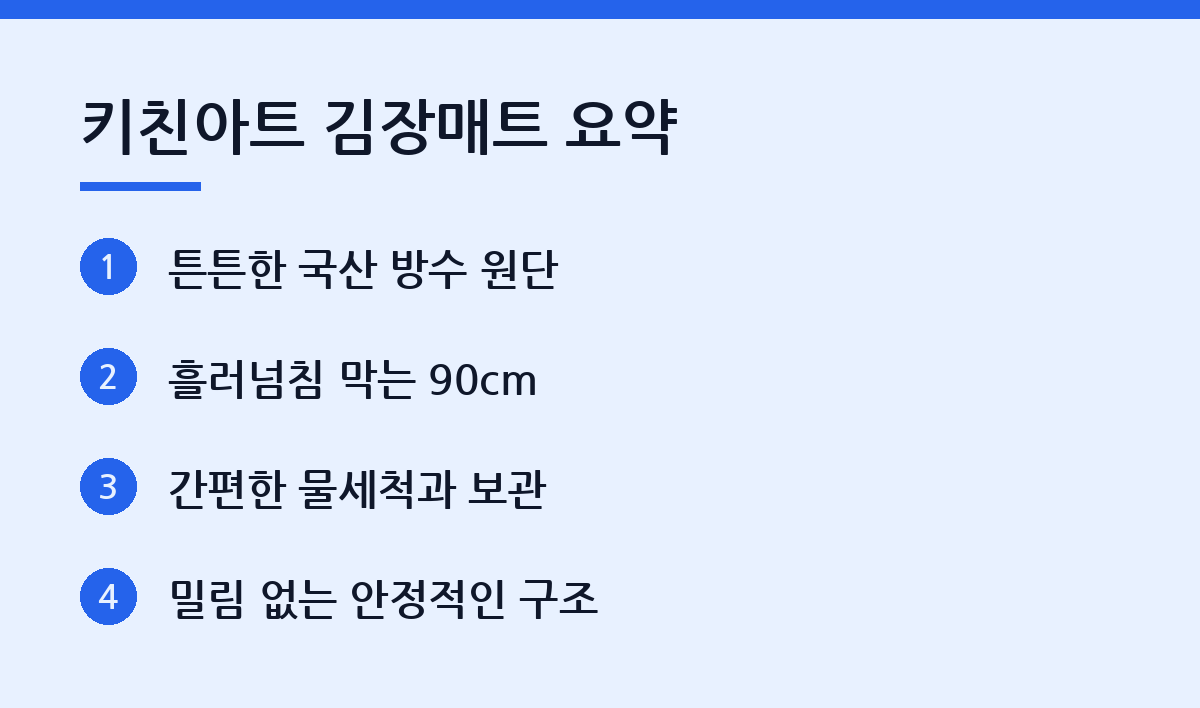 키친아트 김장매트 요약
1 튼튼한 국산 방수 원단
2 흘러넘침 막는 90cm
3 간편한 물세척과 보관
4 밀림 없는 안정적인 구조